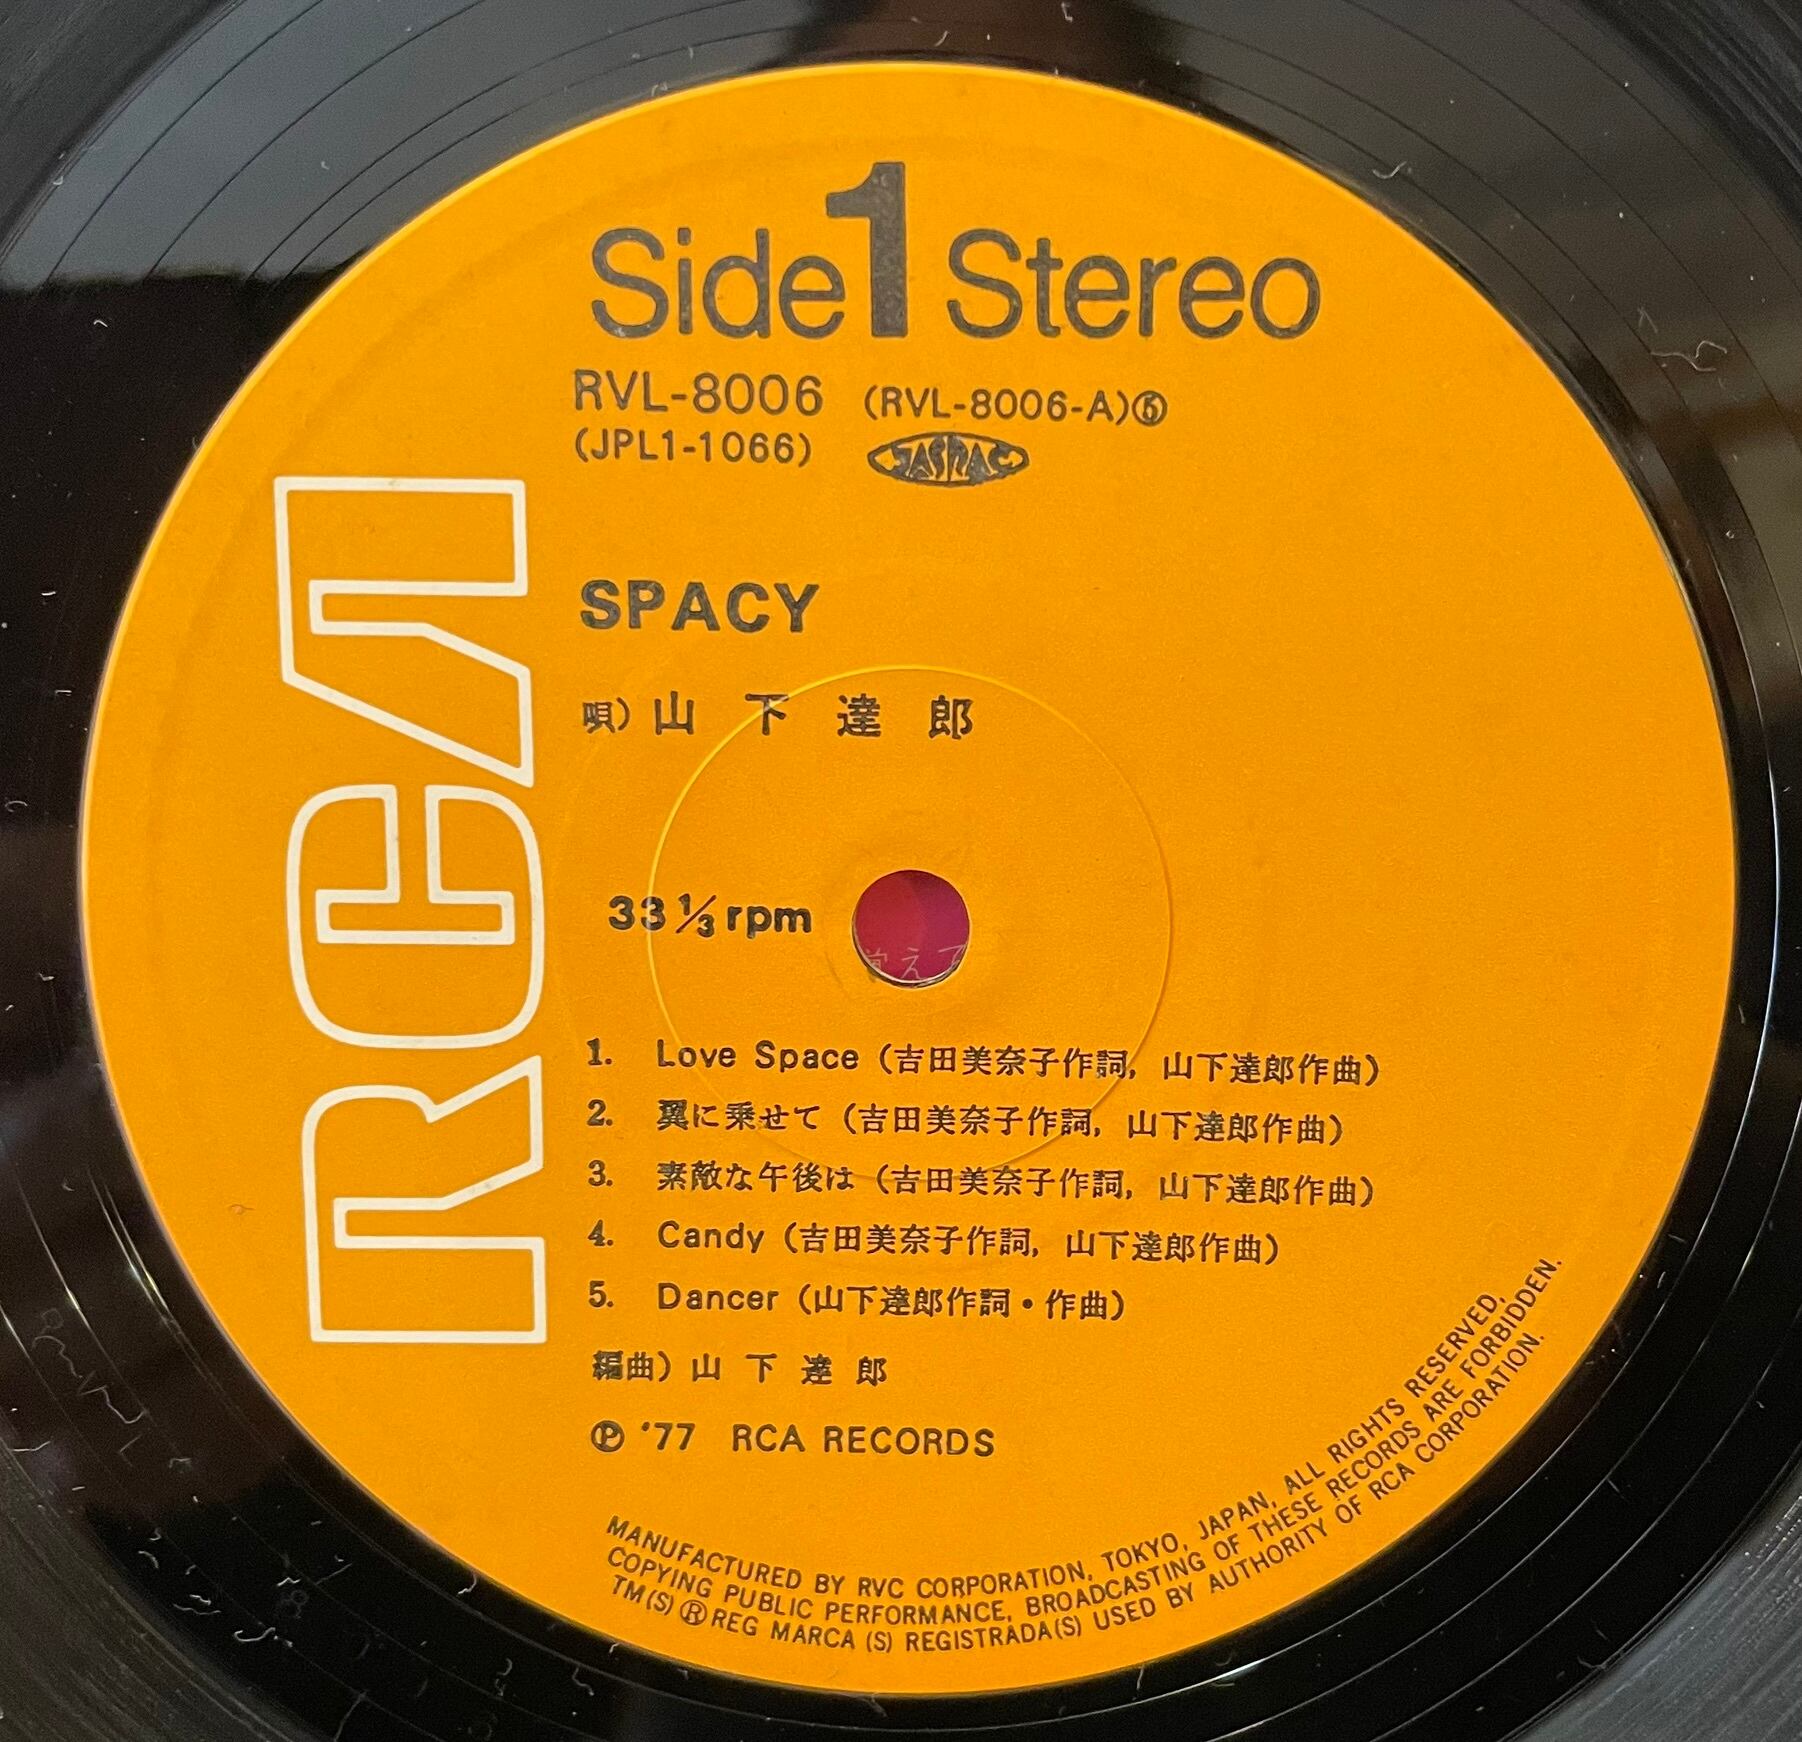 Side 1 Stereo
RVL-8006 (RVL-8006-A)
(JPL1-1066) JASRAC
RCA
SPACY
唄) 山下達郎
33 1/3 rpm
覚えて
1. Love Space (吉田美奈子作詞, 山下達郎作曲)
2. 翼に乗せて (吉田美奈子作詞, 山下達郎作曲)
3. 素敵な午後は (吉田美奈子作詞, 山下達郎作曲)
4. Candy (吉田美奈子作詞, 山下達郎作曲)
5. Dancer (山下達郎作詞・作曲)
編曲) 山下達郎
Ⓟ '77 RCA RECORDS
MANUFACTURED BY RVC CORPORATION, TOKYO, JAPAN, ALL RIGHTS RESERVED,
COPYING PUBLIC PERFORMANCE, BROADCASTING OF THESE RECORDS ARE FORBIDDEN.
TM(S) ® REG MARCA (S) REGISTRADA(S) USED BY AUTHORITY OF RCA CORPORATION.